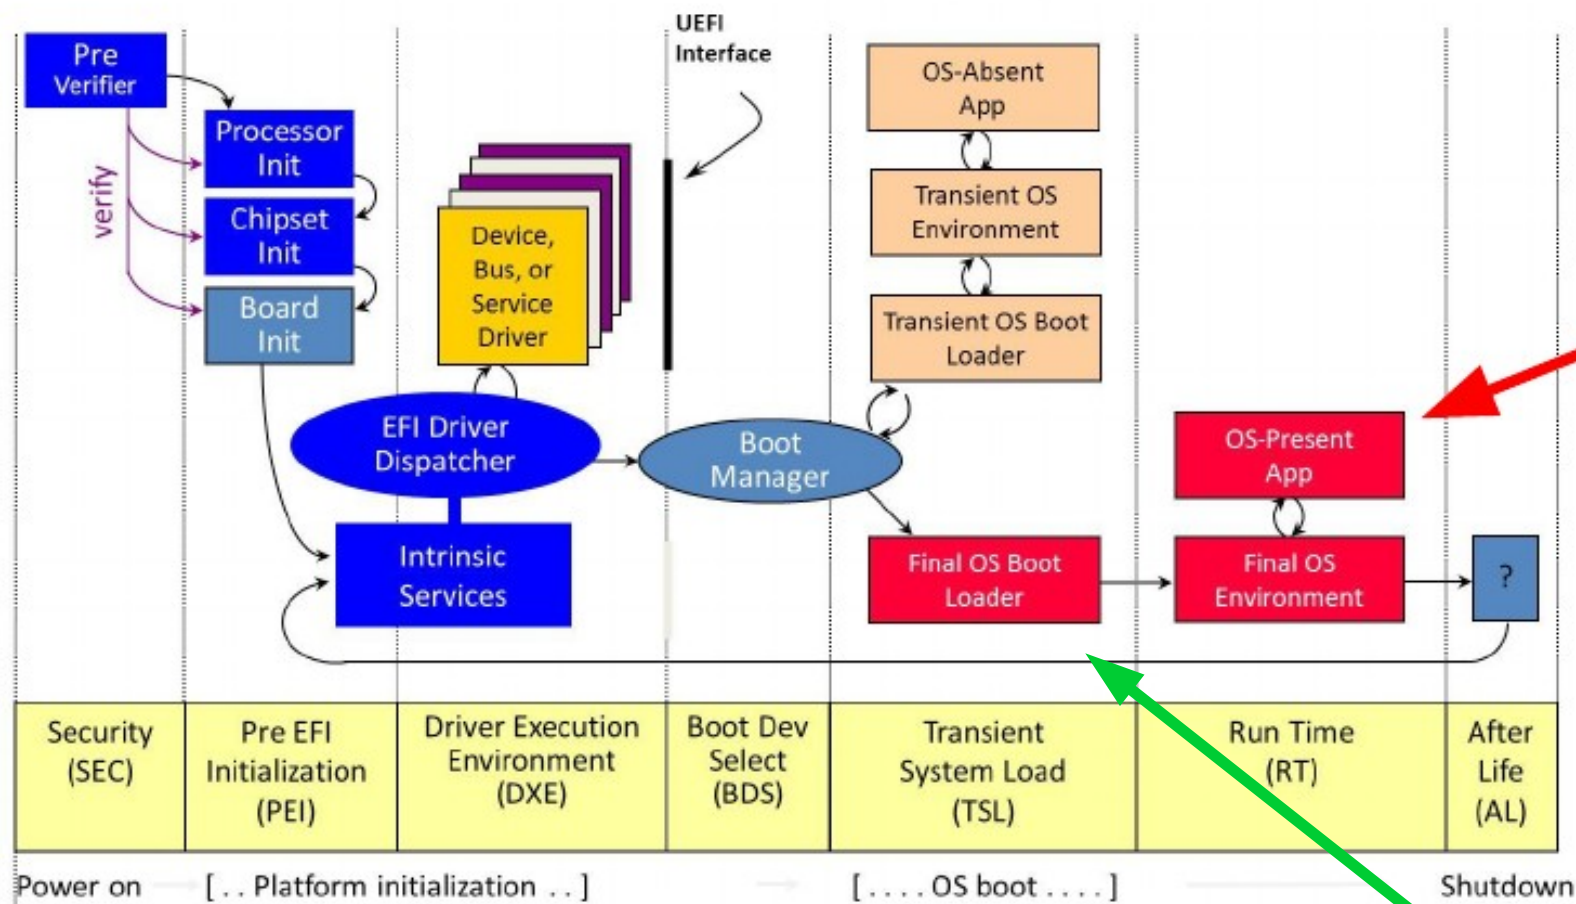 UEFI
Interface
Pre
Verifier
verify
Processor
Init
Chipset
Init
Board
Init
Device,
Bus, or
Service
Driver
EFI Driver
Dispatcher
Intrinsic
Services
Boot
Manager
OS-Absent
App
Transient OS
Environment
Transient OS Boot
Loader
Final OS Boot
Loader
OS-Present
App
Final OS
Environment
?
Security
(SEC)
Pre EFI
Initialization
(PEI)
Driver Execution
Environment
(DXE)
Boot Dev
Select
(BDS)
Transient
System Load
(TSL)
Run Time
(RT)
After
Life
(AL)
Power on
[ . . Platform initialization . . ]
[ . . . . OS boot . . . . ]
Shutdown